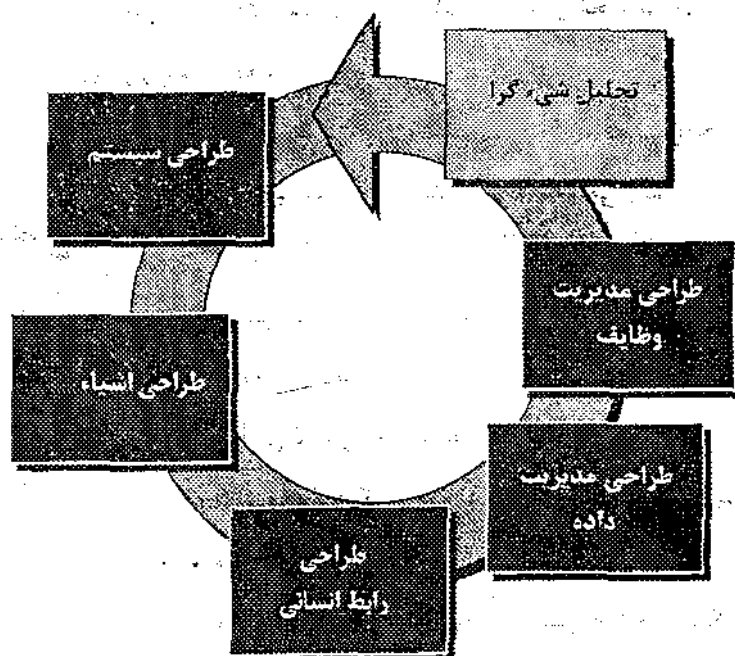 تحلیل شیء گرا
طراحی سیستم
طراحی اشیاء
طراحی
رابط انسانی
طراحی مدیریت
داده
طراحی مدیریت
وظایف